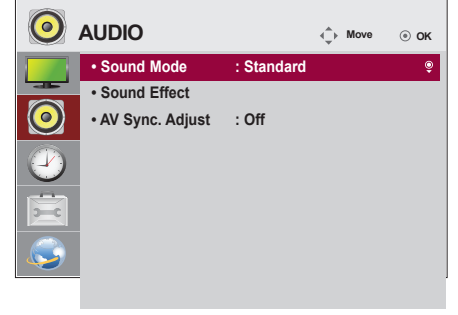 AUDIO Move OK
• Sound Mode : Standard
• Sound Effect
• AV Sync. Adjust : Off